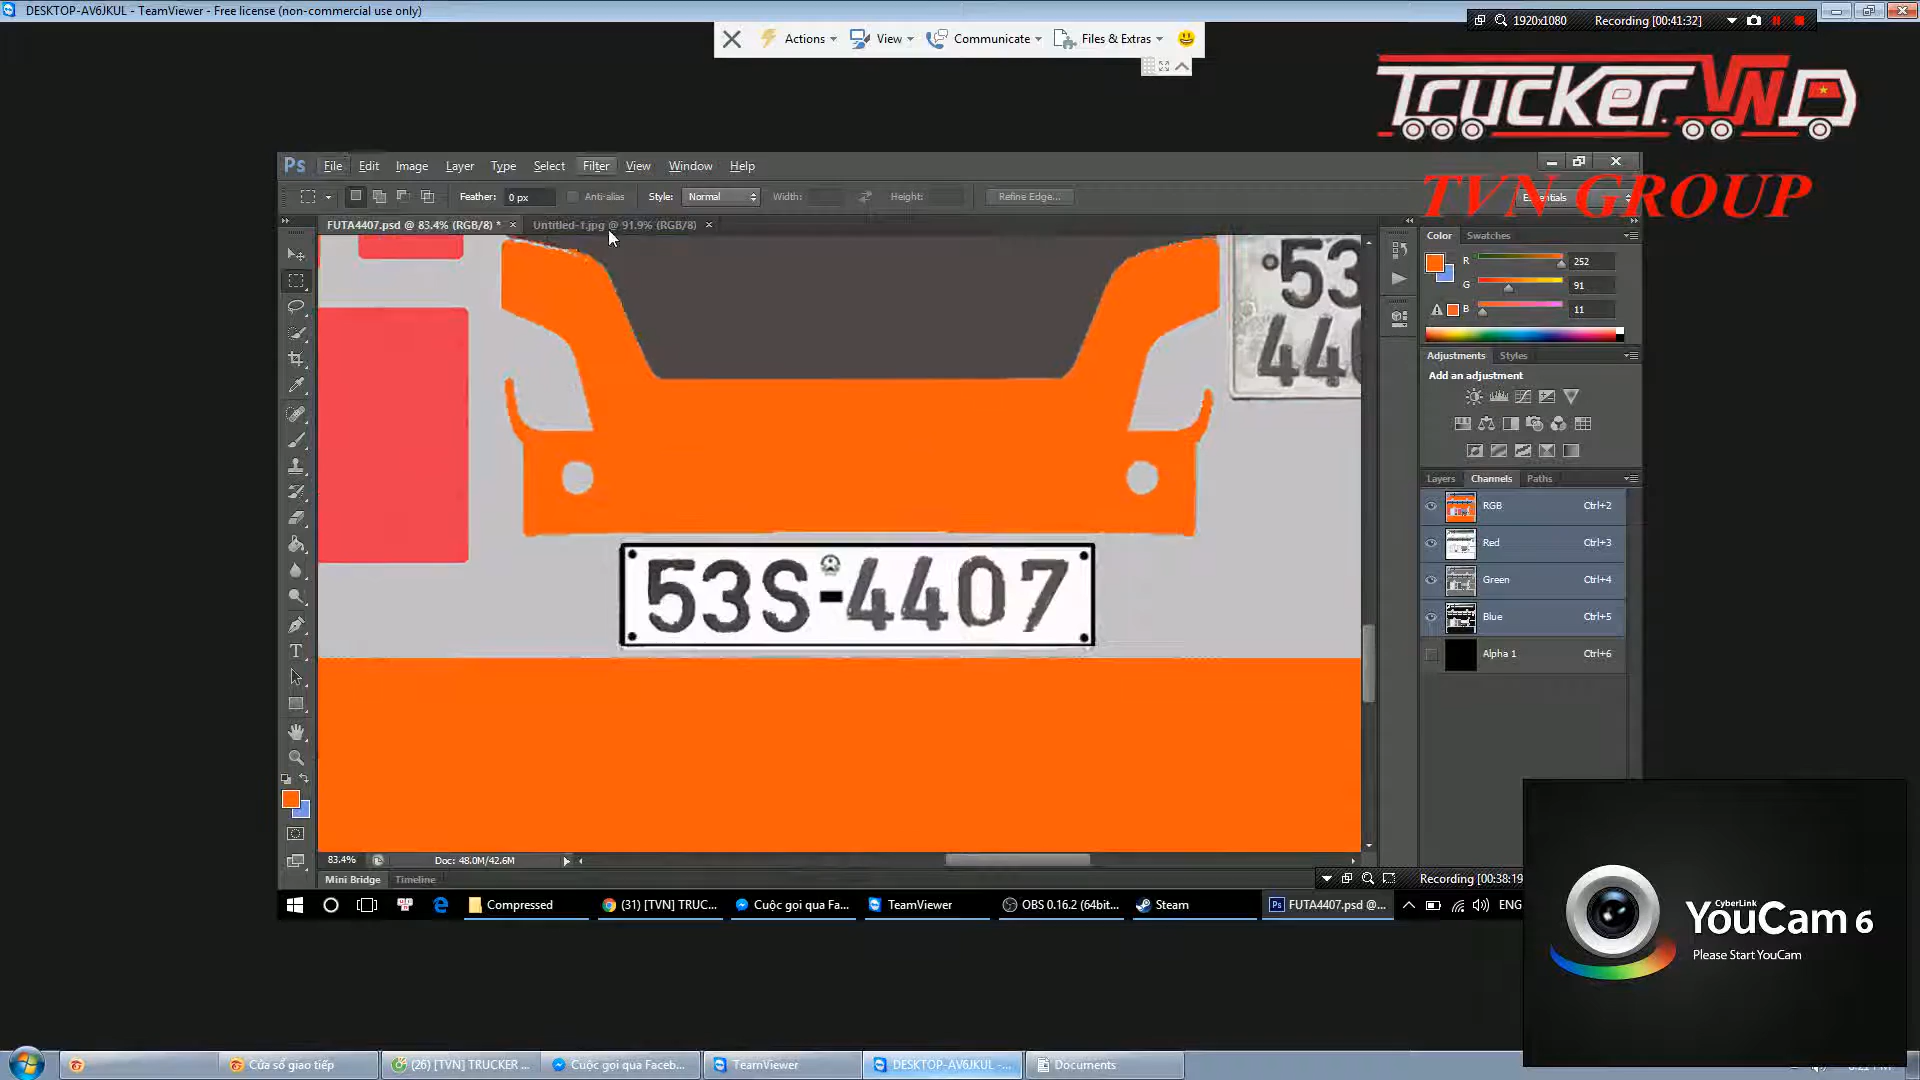 DESKTOP-AV6JKUL - TeamViewer - Free license (non-commercial use only)
1920x1080
Recording [00:41:32]
Actions
View
Communicate
Files & Extras
TRUCKERVN
TVN GROUP
Ps
File
Edit
Image
Layer
Type
Select
Filter
View
Window
Help
Feather:
0 px
Anti-alias
Style:
Normal
Width:
Height:
Refine Edge...
Essentials
FUTA4407.psd @ 83.4% (RGB/8) *
Untitled-1.jpg @ 91.9% (RGB/8)
Color
Swatches
R
252
G
91
B
11
53
Adjustments
Styles
Add an adjustment
Layers
Channels
Paths
RGB
Ctrl+2
Red
Ctrl+3
Green
Ctrl+4
Blue
Ctrl+5
Alpha 1
Ctrl+6
53S-4407
83.4%
Doc: 48.0M/42.6M
Mini Bridge
Timeline
Recording [00:38:19
Compressed
(31) [TVN] TRUC...
Cuộc gọi qua Fa...
TeamViewer
OBS 0.16.2 (64bit...
Steam
Ps
FUTA4407.psd @...
ENG
CyberLink
YouCam 6
Please Start YouCam
Cửa sổ giao tiếp
(26) [TVN] TRUCKER ...
Cuộc gọi qua Faceb...
TeamViewer
DESKTOP-AV6JKUL -...
Documents